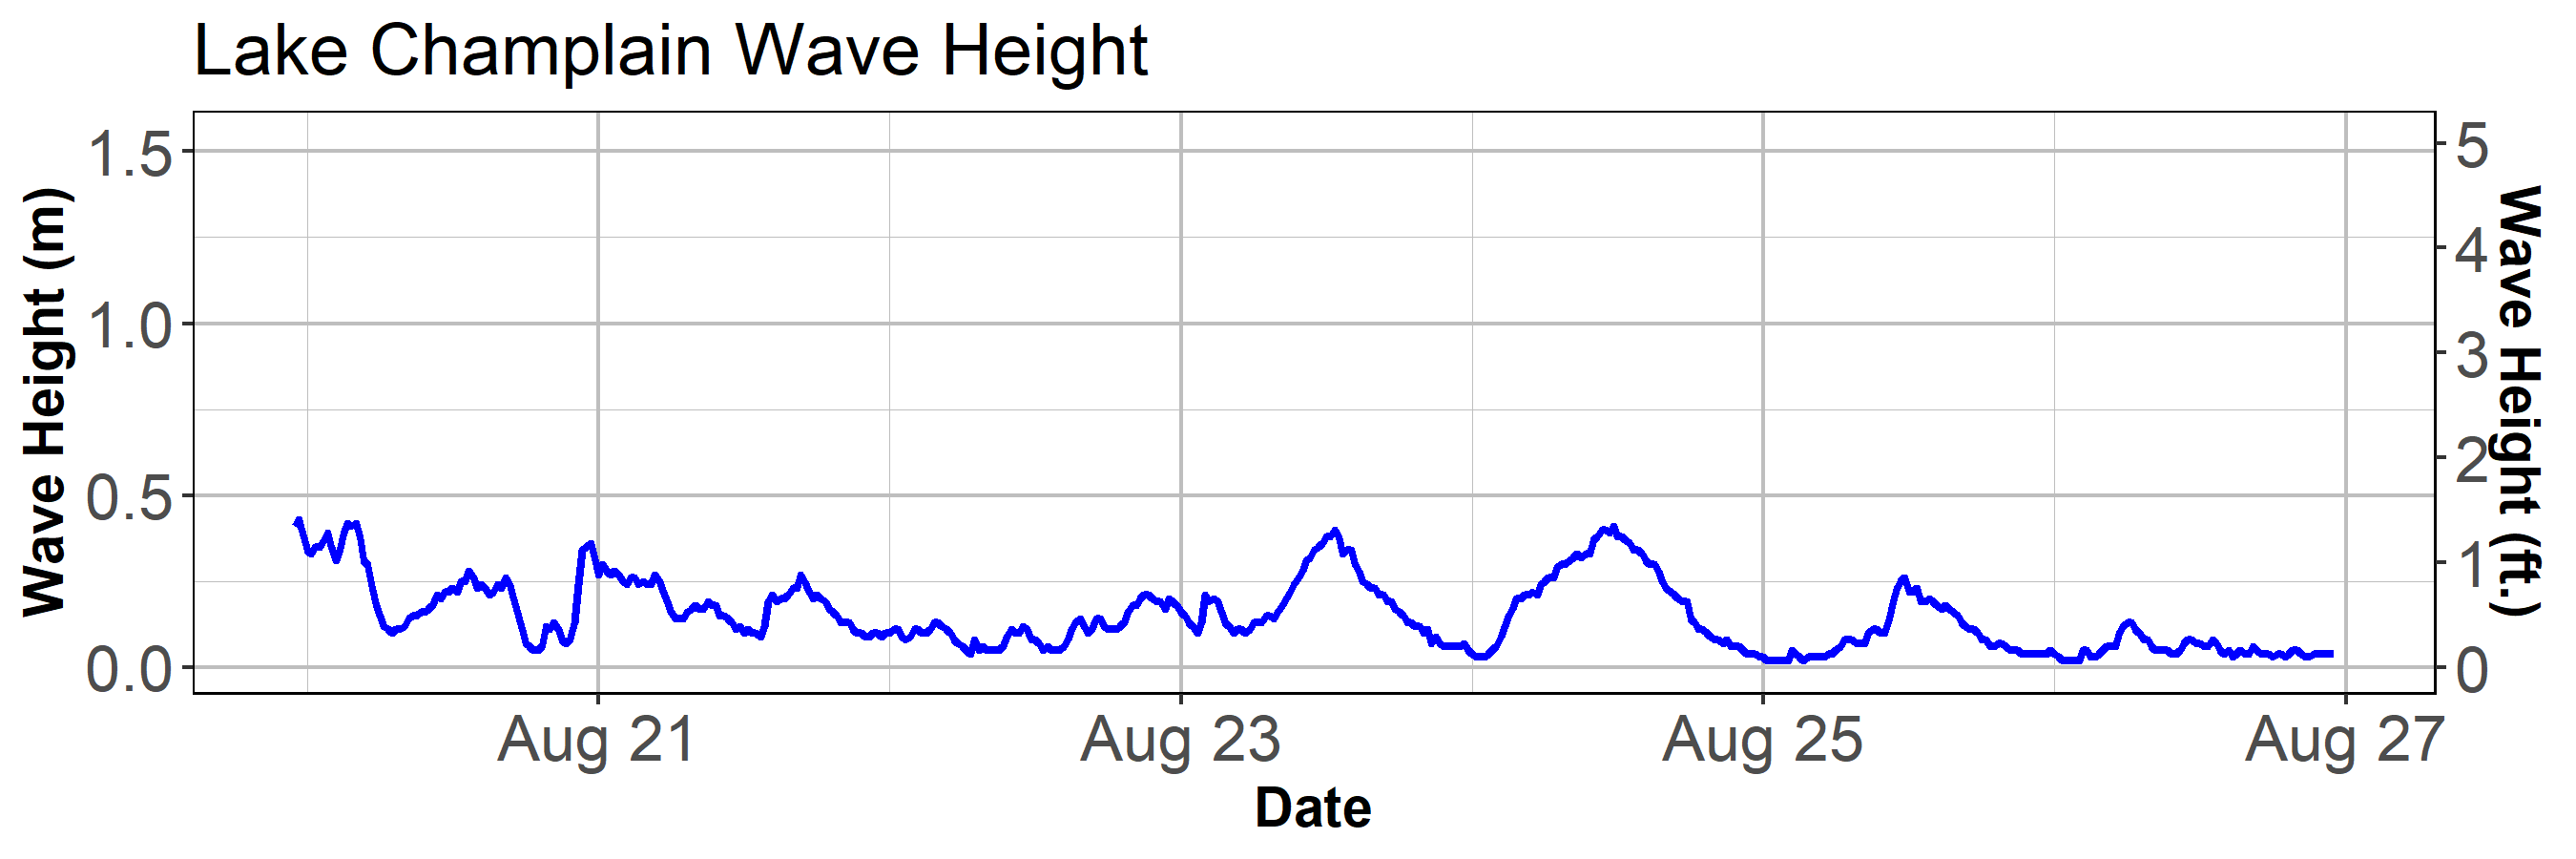 Lake Champlain Wave Height
Wave Height (m)
1.5
1.0
0.5
0.0
5
4
3
2
1
0
Wave Height (ft.)
Aug 21
Aug 23
Aug 25
Aug 27
Date